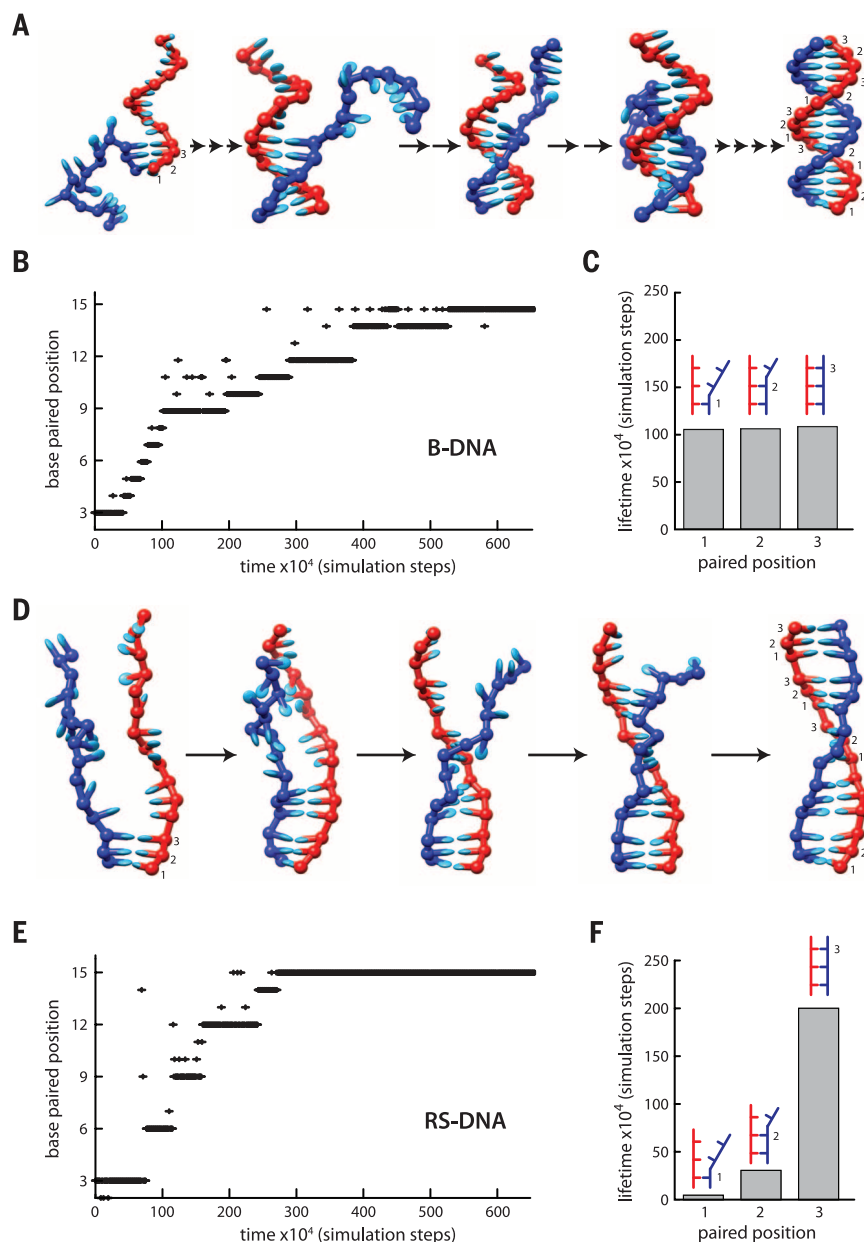 A
3
2
1
3
2
3
1
3
2
1
3
2
2
1
B
base paired position
15
12
9
6
3
B-DNA
0 100 200 300 400 500 600
time x10⁴ (simulation steps)
C
lifetime x10⁴ (simulation steps)
250
200
150
100
50
0
1 2 3
1 2 3
paired position
D
3
2
1
3
2
1
3
2
1
3
2
1
2
1
E
base paired position
15
12
9
6
3
RS-DNA
0 100 200 300 400 500 600
time x10⁴ (simulation steps)
F
lifetime x10⁴ (simulation steps)
250
200
150
100
50
0
3
2
1
1 2 3
paired position